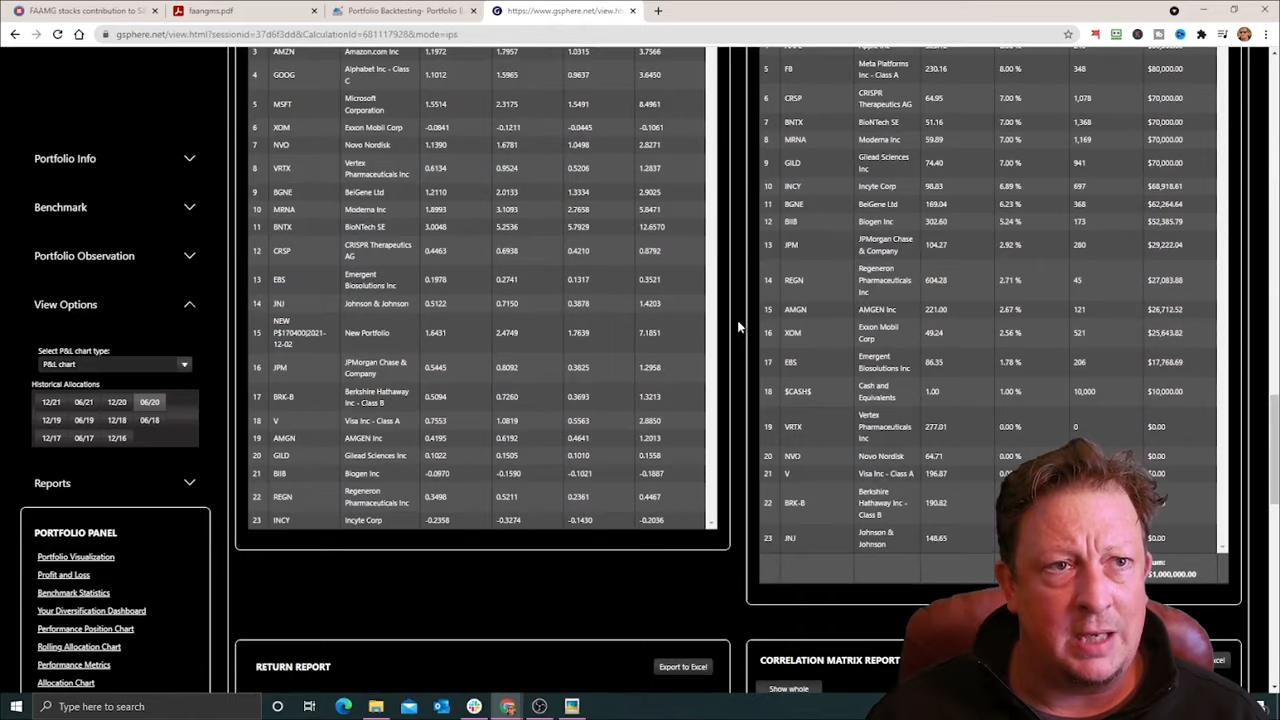 FAAMG stocks contribution to S&
faangms.pdf
Portfolio Backtesting- Portfolio
https://www.gsphere.net/view.ht
gsphere.net/view.html?sessionid=37d6f3dd&CalculationId=681117928&mode=ips
Portfolio Info
Benchmark
Portfolio Observation
View Options
Select P&L chart type:
P&L chart
Historical Allocations
12/21 06/21 12/20 06/20
12/19 06/19 12/18 06/18
12/17 06/17 12/16
Reports
PORTFOLIO PANEL
Portfolio Visualization
Profit and Loss
Benchmark Statistics
Your Diversification Dashboard
Performance Position Chart
Rolling Allocation Chart
Performance Metrics
Allocation Chart
3 AMZN Amazon.com Inc 1.1972 1.7957 1.0315 3.7566
4 GOOG Alphabet Inc - Class C 1.1012 1.5965 0.9637 3.6450
5 MSFT Microsoft Corporation 1.5514 2.3175 1.5491 8.4961
6 XOM Exxon Mobil Corp -0.0841 -0.1211 -0.0445 -0.1061
7 NVO Novo Nordisk 1.1390 1.6781 1.0498 2.8271
8 VRTX Vertex Pharmaceuticals Inc 0.6134 0.9524 0.5206 1.2837
9 BGNE BeiGene Ltd 1.2110 2.0133 1.3334 2.9025
10 MRNA Moderna Inc 1.8993 3.1093 2.7658 5.8471
11 BNTX BioNTech SE 3.0048 5.2536 5.7929 12.6570
12 CRSP CRISPR Therapeutics AG 0.4463 0.6938 0.4210 0.8792
13 EBS Emergent Biosolutions Inc 0.1978 0.2741 0.1317 0.3521
14 JNJ Johnson & Johnson 0.5122 0.7150 0.3878 1.4203
15 NEW P$170400|2021-12-02 New Portfolio 1.6431 2.4749 1.7639 7.1851
16 JPM JPMorgan Chase & Company 0.5445 0.8092 0.3825 1.2958
17 BRK-B Berkshire Hathaway Inc - Class B 0.5094 0.7260 0.3693 1.3213
18 V Visa Inc - Class A 0.7553 1.0819 0.5563 2.8850
19 AMGN AMGEN Inc 0.4195 0.6192 0.4641 1.2013
20 GILD Gilead Sciences Inc 0.1022 0.1505 0.1010 0.1558
21 BIIB Biogen Inc -0.0970 -0.1590 -0.1021 -0.1887
22 REGN Regeneron Pharmaceuticals Inc 0.3498 0.5211 0.2361 0.4467
23 INCY Incyte Corp -0.2358 -0.3274 -0.1430 -0.2036
5 FB Meta Platforms Inc - Class A 230.16 8.00 % 348 $80,000.00
6 CRSP CRISPR Therapeutics AG 64.95 7.00 % 1,078 $70,000.00
7 BNTX BioNTech SE 51.16 7.00 % 1,368 $70,000.00
8 MRNA Moderna Inc 59.89 7.00 % 1,169 $70,000.00
9 GILD Gilead Sciences Inc 74.40 7.00 % 941 $70,000.00
10 INCY Incyte Corp 98.83 6.89 % 697 $68,918.61
11 BGNE BeiGene Ltd 169.04 6.23 % 368 $62,264.64
12 BIIB Biogen Inc 302.60 5.24 % 173 $52,385.79
13 JPM JPMorgan Chase & Company 104.27 2.92 % 280 $29,222.04
14 REGN Regeneron Pharmaceuticals Inc 604.28 2.71 % 45 $27,083.88
15 AMGN AMGEN Inc 221.00 2.67 % 121 $26,712.52
16 XOM Exxon Mobil Corp 49.24 2.56 % 521 $25,643.82
17 EBS Emergent Biosolutions Inc 86.35 1.78 % 206 $17,768.69
18 $CASH$ Cash and Equivalents 1.00 1.00 % 10,000 $10,000.00
19 VRTX Vertex Pharmaceuticals Inc 277.01 0.00 % 0 $0.00
20 NVO Novo Nordisk 64.71 0.00 % $0.00
21 V Visa Inc - Class A 196.87
22 BRK-B Berkshire Hathaway Inc - Class B 190.82
23 JNJ Johnson & Johnson 148.65
$1,000,000.00
RETURN REPORT
Export to Excel
CORRELATION MATRIX REPORT
Show whole
Type here to search